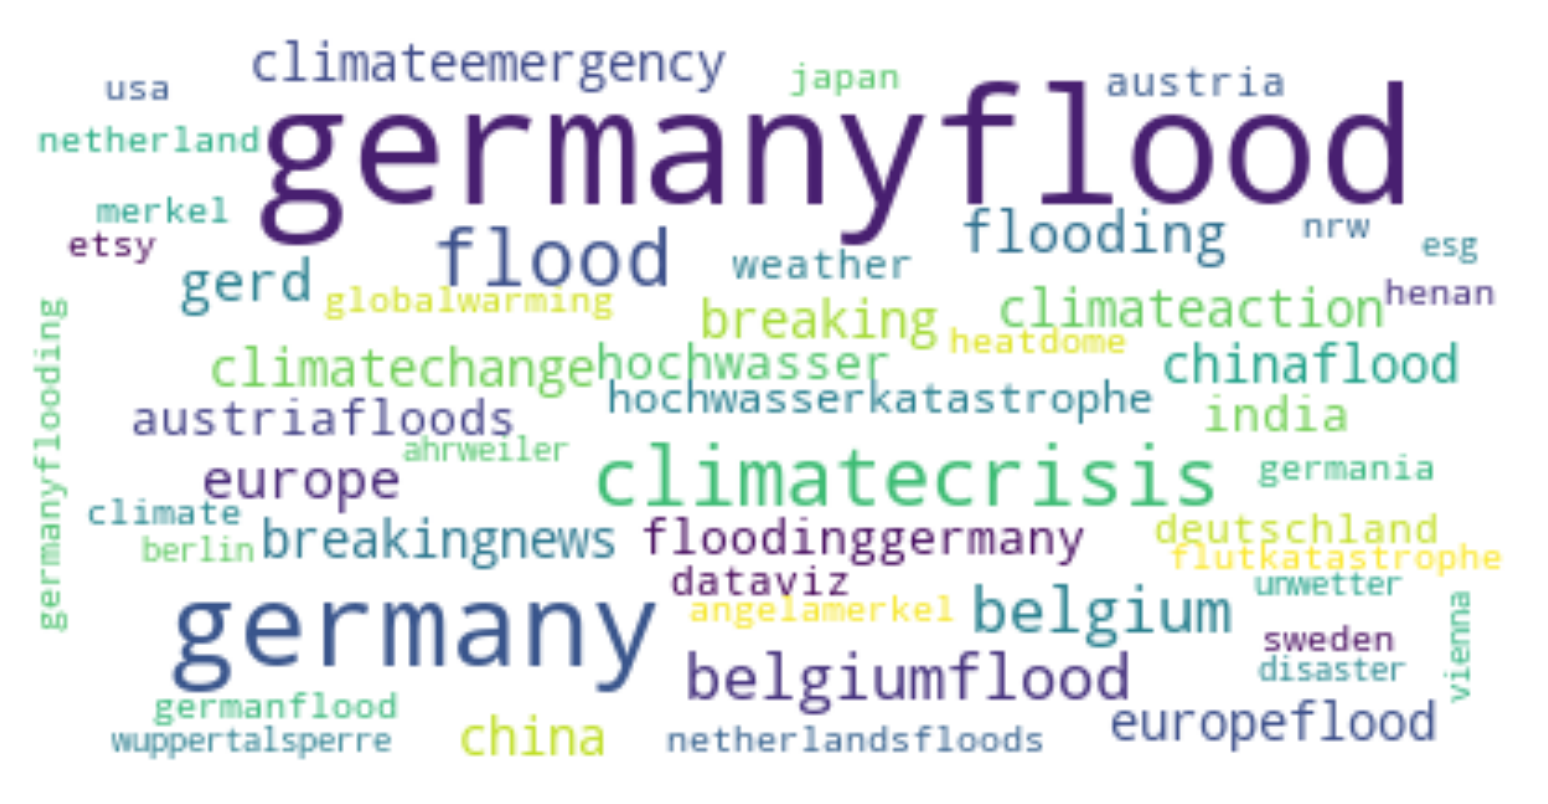 climateemergency
usa
japan
austria
netherland
germanyflood
merkel
etsy
flood
flooding
nrw
esg
gerd
weather
globalwarming
breaking
climateaction
henan
germanyflooding
climatechange
hochwasser
heatdome
chinaflood
hochwasserkatastrophe
austriafloods
india
ahrweiler
europe
climatecrisis
germania
climate
berlin
breakingnews
floodinggermany
deutschland
flutkatastrophe
dataviz
unwetter
germany
angelamerkel
belgium
sweden
vienna
belgiumflood
disaster
germanflood
wuppertalsperre
china
netherlandsfloods
europeflood